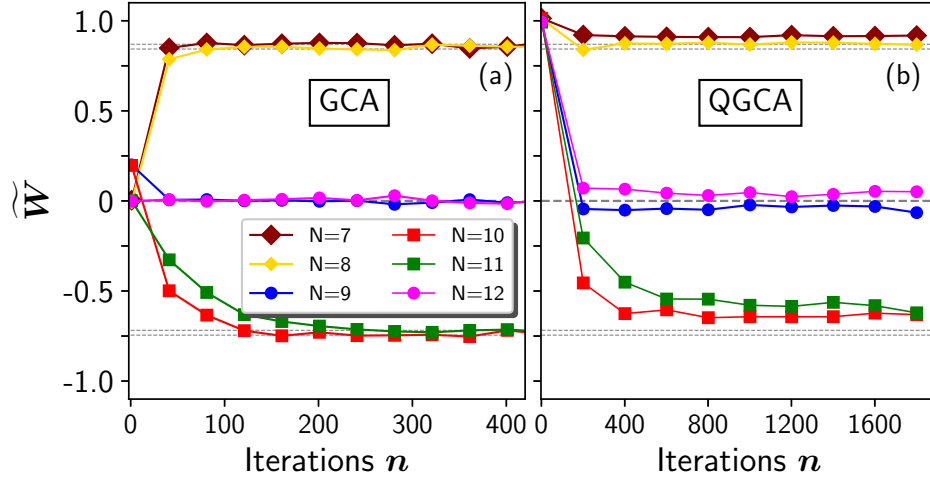 1.0
0.5
0
-0.5
-1.0
W̃
(a)
GCA
N=7
N=8
N=9
N=10
N=11
N=12
0 100 200 300 400
Iterations n
(b)
QGCA
0 400 800 1200 1600
Iterations n